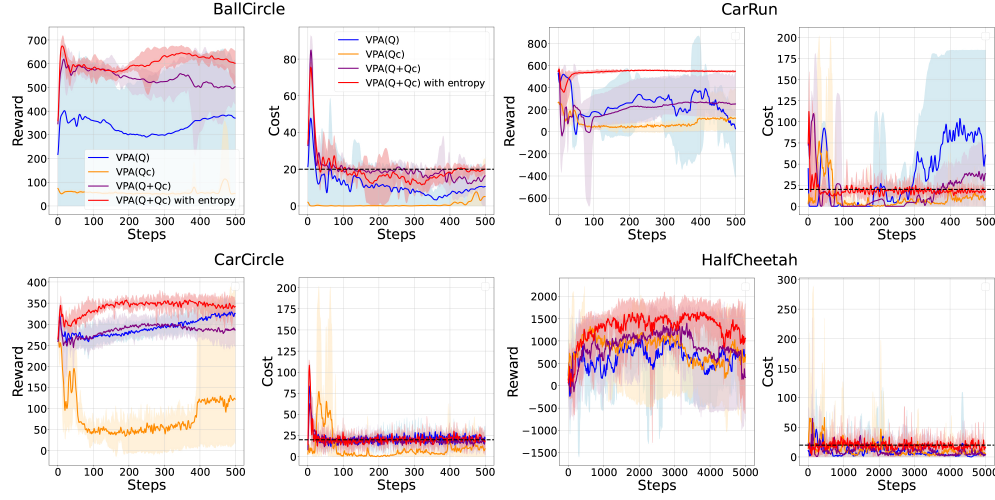 BallCircle
CarRun
Reward
700
600
500
400
300
200
100
0
VPA(Q)
VPA(Qc)
VPA(Q+Qc)
VPA(Q+Qc) with entropy
0 100 200 300 400 500
Steps
Cost
100
80
60
40
20
0
VPA(Q)
VPA(Qc)
VPA(Q+Qc)
VPA(Q+Qc) with entropy
0 100 200 300 400 500
Steps
Reward
800
600
400
200
0
−200
−400
−600
0 100 200 300 400 500
Steps
Cost
200
175
150
125
100
75
50
25
0
0 100 200 300 400 500
Steps
CarCircle
HalfCheetah
Reward
400
350
300
250
200
150
100
50
0
0 100 200 300 400 500
Steps
Cost
200
175
150
125
100
75
50
25
0
0 100 200 300 400 500
Steps
Reward
2000
1500
1000
500
0
−500
−1000
−1500
0 1000 2000 3000 4000 5000
Steps
Cost
300
250
200
150
100
50
0
0 1000 2000 3000 4000 5000
Steps